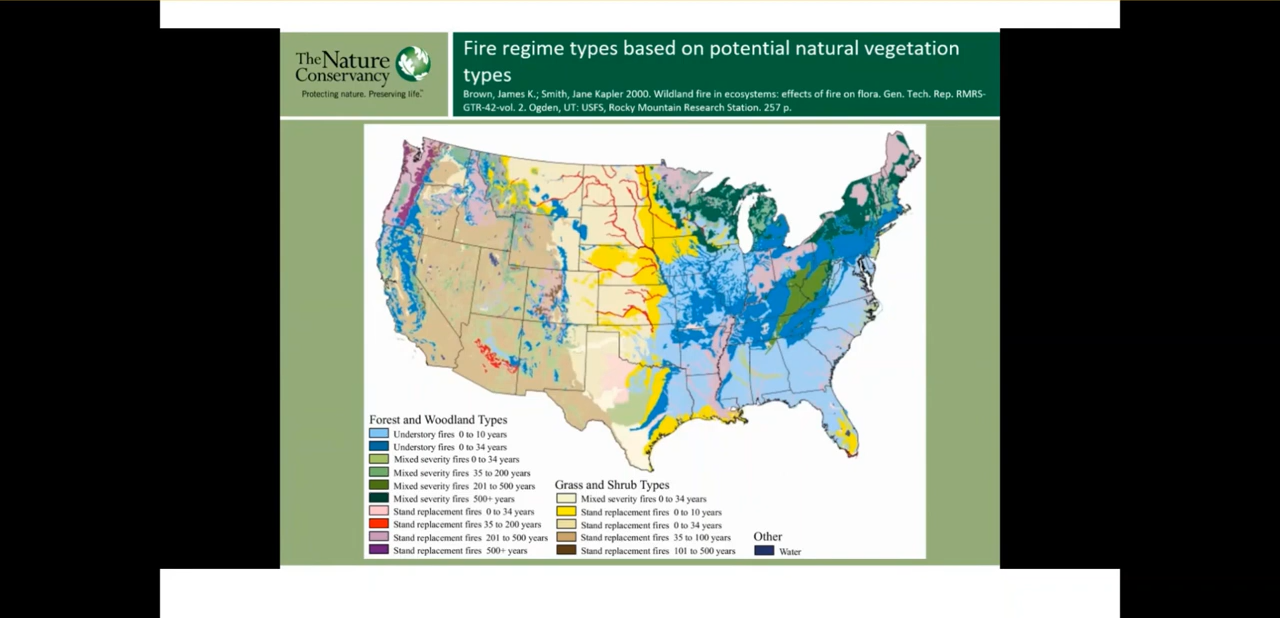 The Nature
Conservancy
Protecting nature. Preserving life.™
Fire regime types based on potential natural vegetation
types
Brown, James K.; Smith, Jane Kapler 2000. Wildland fire in ecosystems: effects of fire on flora. Gen. Tech. Rep. RMRS-
GTR-42-vol. 2. Ogden, UT: USFS, Rocky Mountain Research Station. 257 p.
Forest and Woodland Types
Understory fires 0 to 10 years
Understory fires 0 to 34 years
Mixed severity fires 0 to 34 years
Mixed severity fires 35 to 200 years
Mixed severity fires 201 to 500 years
Mixed severity fires 500+ years
Stand replacement fires 0 to 34 years
Stand replacement fires 35 to 200 years
Stand replacement fires 201 to 500 years
Stand replacement fires 500+ years
Grass and Shrub Types
Mixed severity fires 0 to 34 years
Stand replacement fires 0 to 10 years
Stand replacement fires 0 to 34 years
Stand replacement fires 35 to 100 years
Stand replacement fires 101 to 500 years
Other
Water